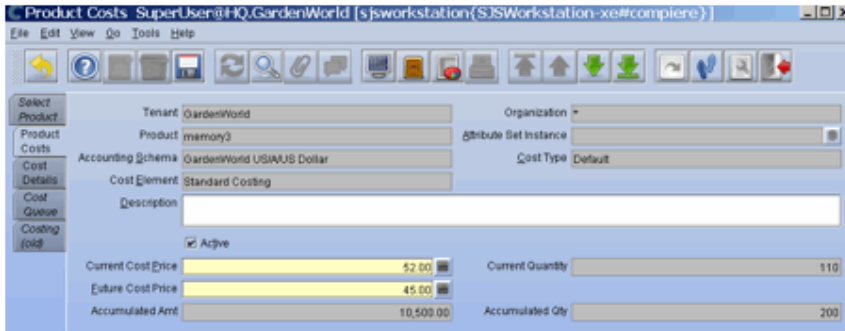 Product Costs SuperUser@HQ.GardenWorld [sjsworkstation{SJSWorkstation-xe#compiere}]
File Edit View Go Tools Help
Select Product
Product Costs
Cost Details
Cost Queue
Costing (old)
Tenant GardenWorld Organization *
Product memory3 Attribute Set Instance
Accounting Schema GardenWorld US/A/US Dollar Cost Type Default
Cost Element Standard Costing
Description
Active
Current Cost Price 52.00 Current Quantity 110
Future Cost Price 45.00
Accumulated Amt 10,500.00 Accumulated Qty 200